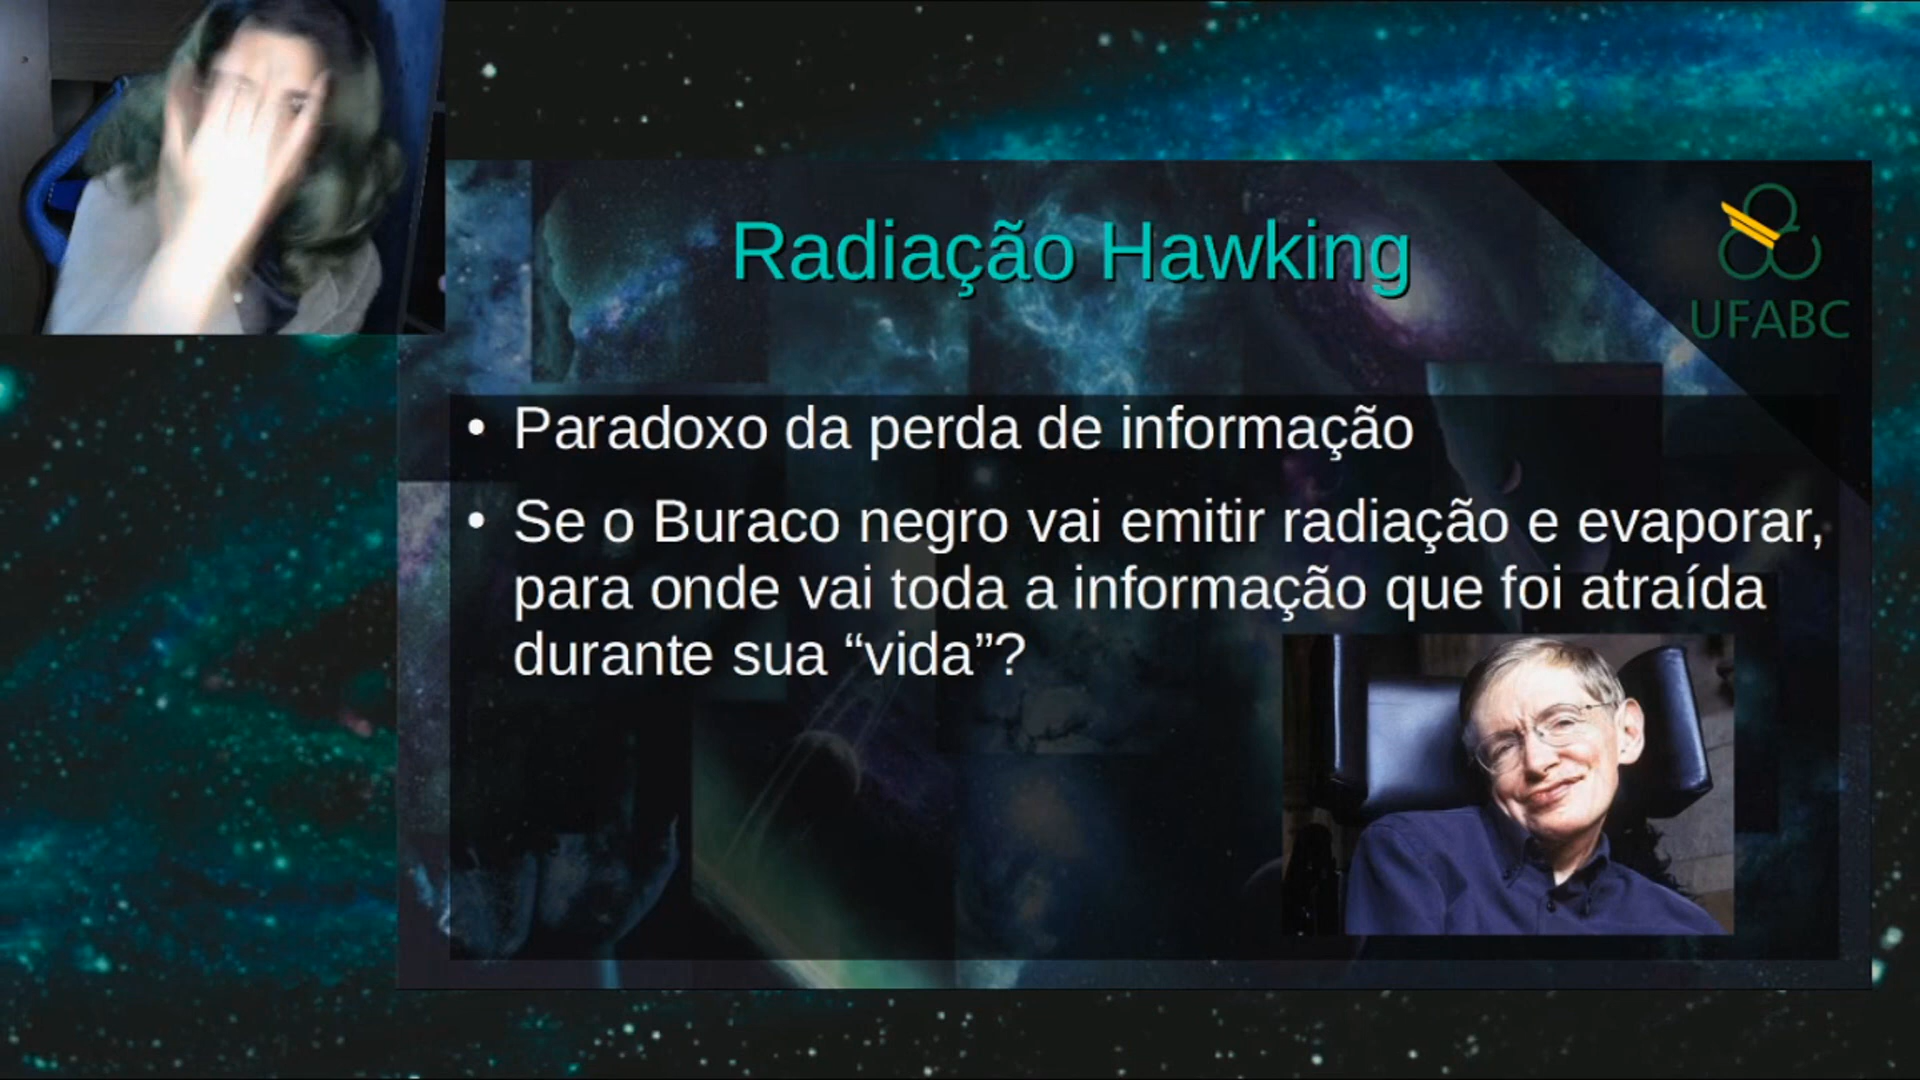 Radiação Hawking
UFABC
• Paradoxo da perda de informação
• Se o Buraco negro vai emitir radiação e evaporar,
para onde vai toda a informação que foi atraída
durante sua “vida”?